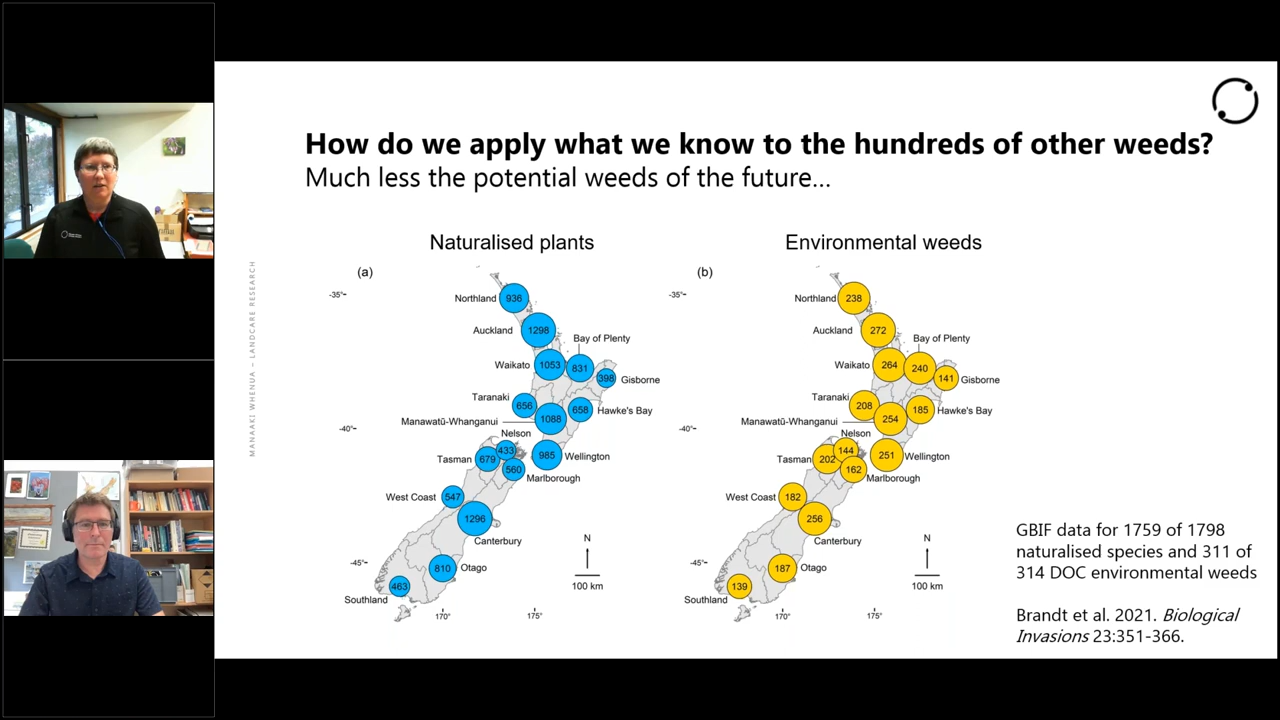 How do we apply what we know to the hundreds of other weeds?
Much less the potential weeds of the future...
MANAAKI WHENUA – LANDCARE RESEARCH
Naturalised plants
(a)
-35°
Northland 936
Auckland 1298
Bay of Plenty
Waikato 1053 831
398 Gisborne
Taranaki 656
658 Hawke's Bay
Manawatū-Whanganui 1088
-40°
Nelson
433
Tasman 679
985 Wellington
560
Marlborough
West Coast 547
1296
Canterbury
N
-45°
810 Otago
463
100 km
Southland
170°
175°
Environmental weeds
(b)
-35°
Northland 238
Auckland 272
Bay of Plenty
Waikato 264 240
141 Gisborne
Taranaki 208
185 Hawke's Bay
Manawatū-Whanganui 254
-40°
Nelson
144
Tasman 202
251 Wellington
162
Marlborough
West Coast 182
256
Canterbury
N
-45°
187 Otago
139
100 km
Southland
170°
175°
GBIF data for 1759 of 1798
naturalised species and 311 of
314 DOC environmental weeds
Brandt et al. 2021. Biological
Invasions 23:351-366.